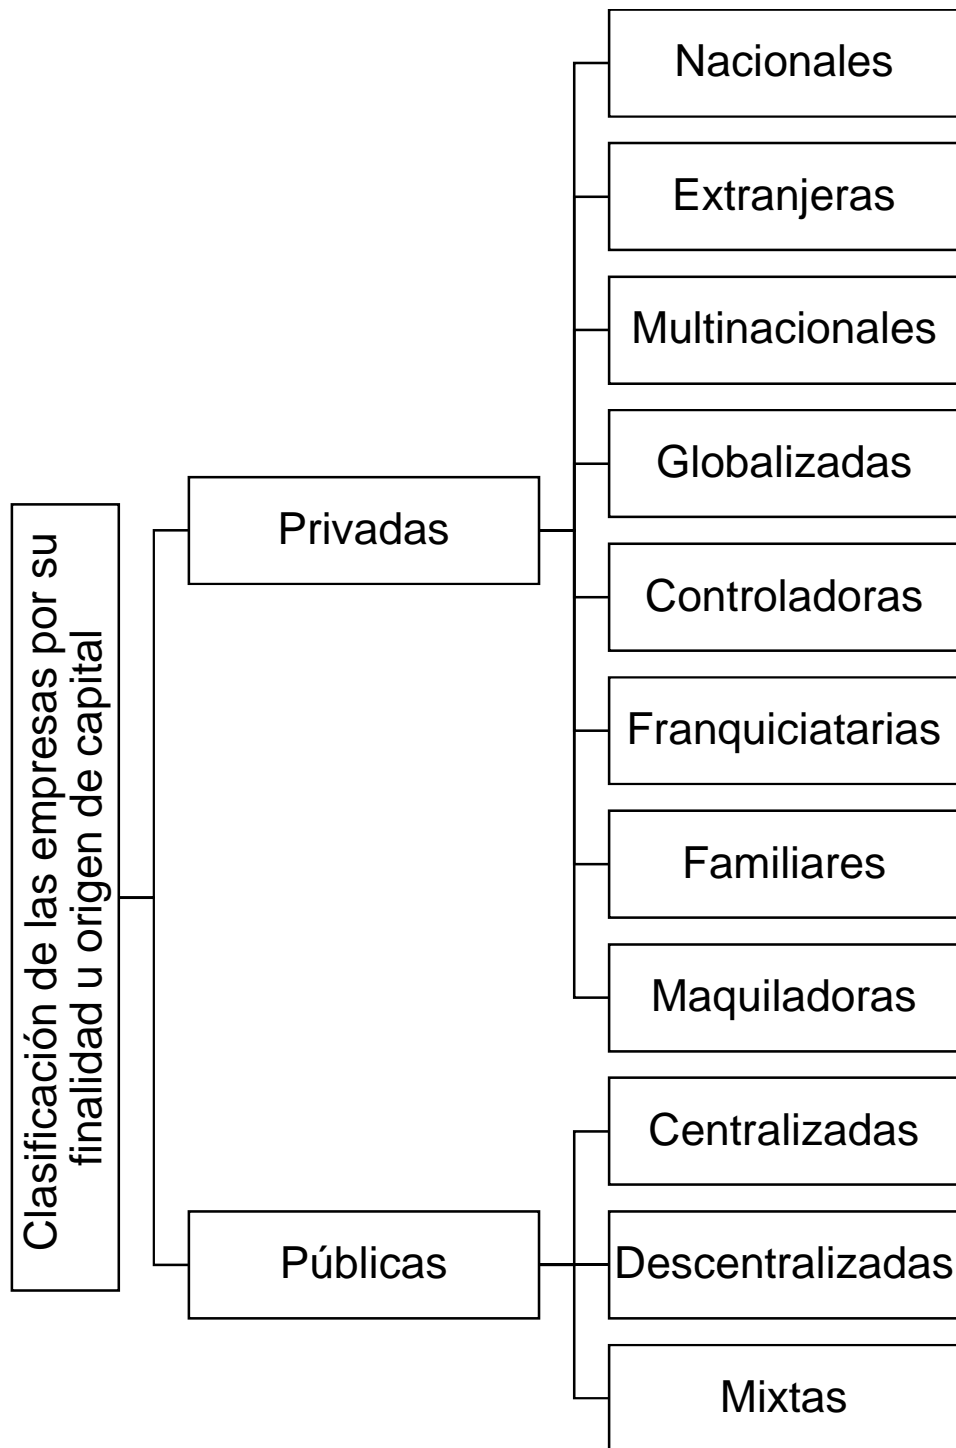 Clasificación de las empresas por su
finalidad u origen de capital
Privadas
Nacionales
Extranjeras
Multinacionales
Globalizadas
Controladoras
Franquiciatarias
Familiares
Maquiladoras
Públicas
Centralizadas
Descentralizadas
Mixtas